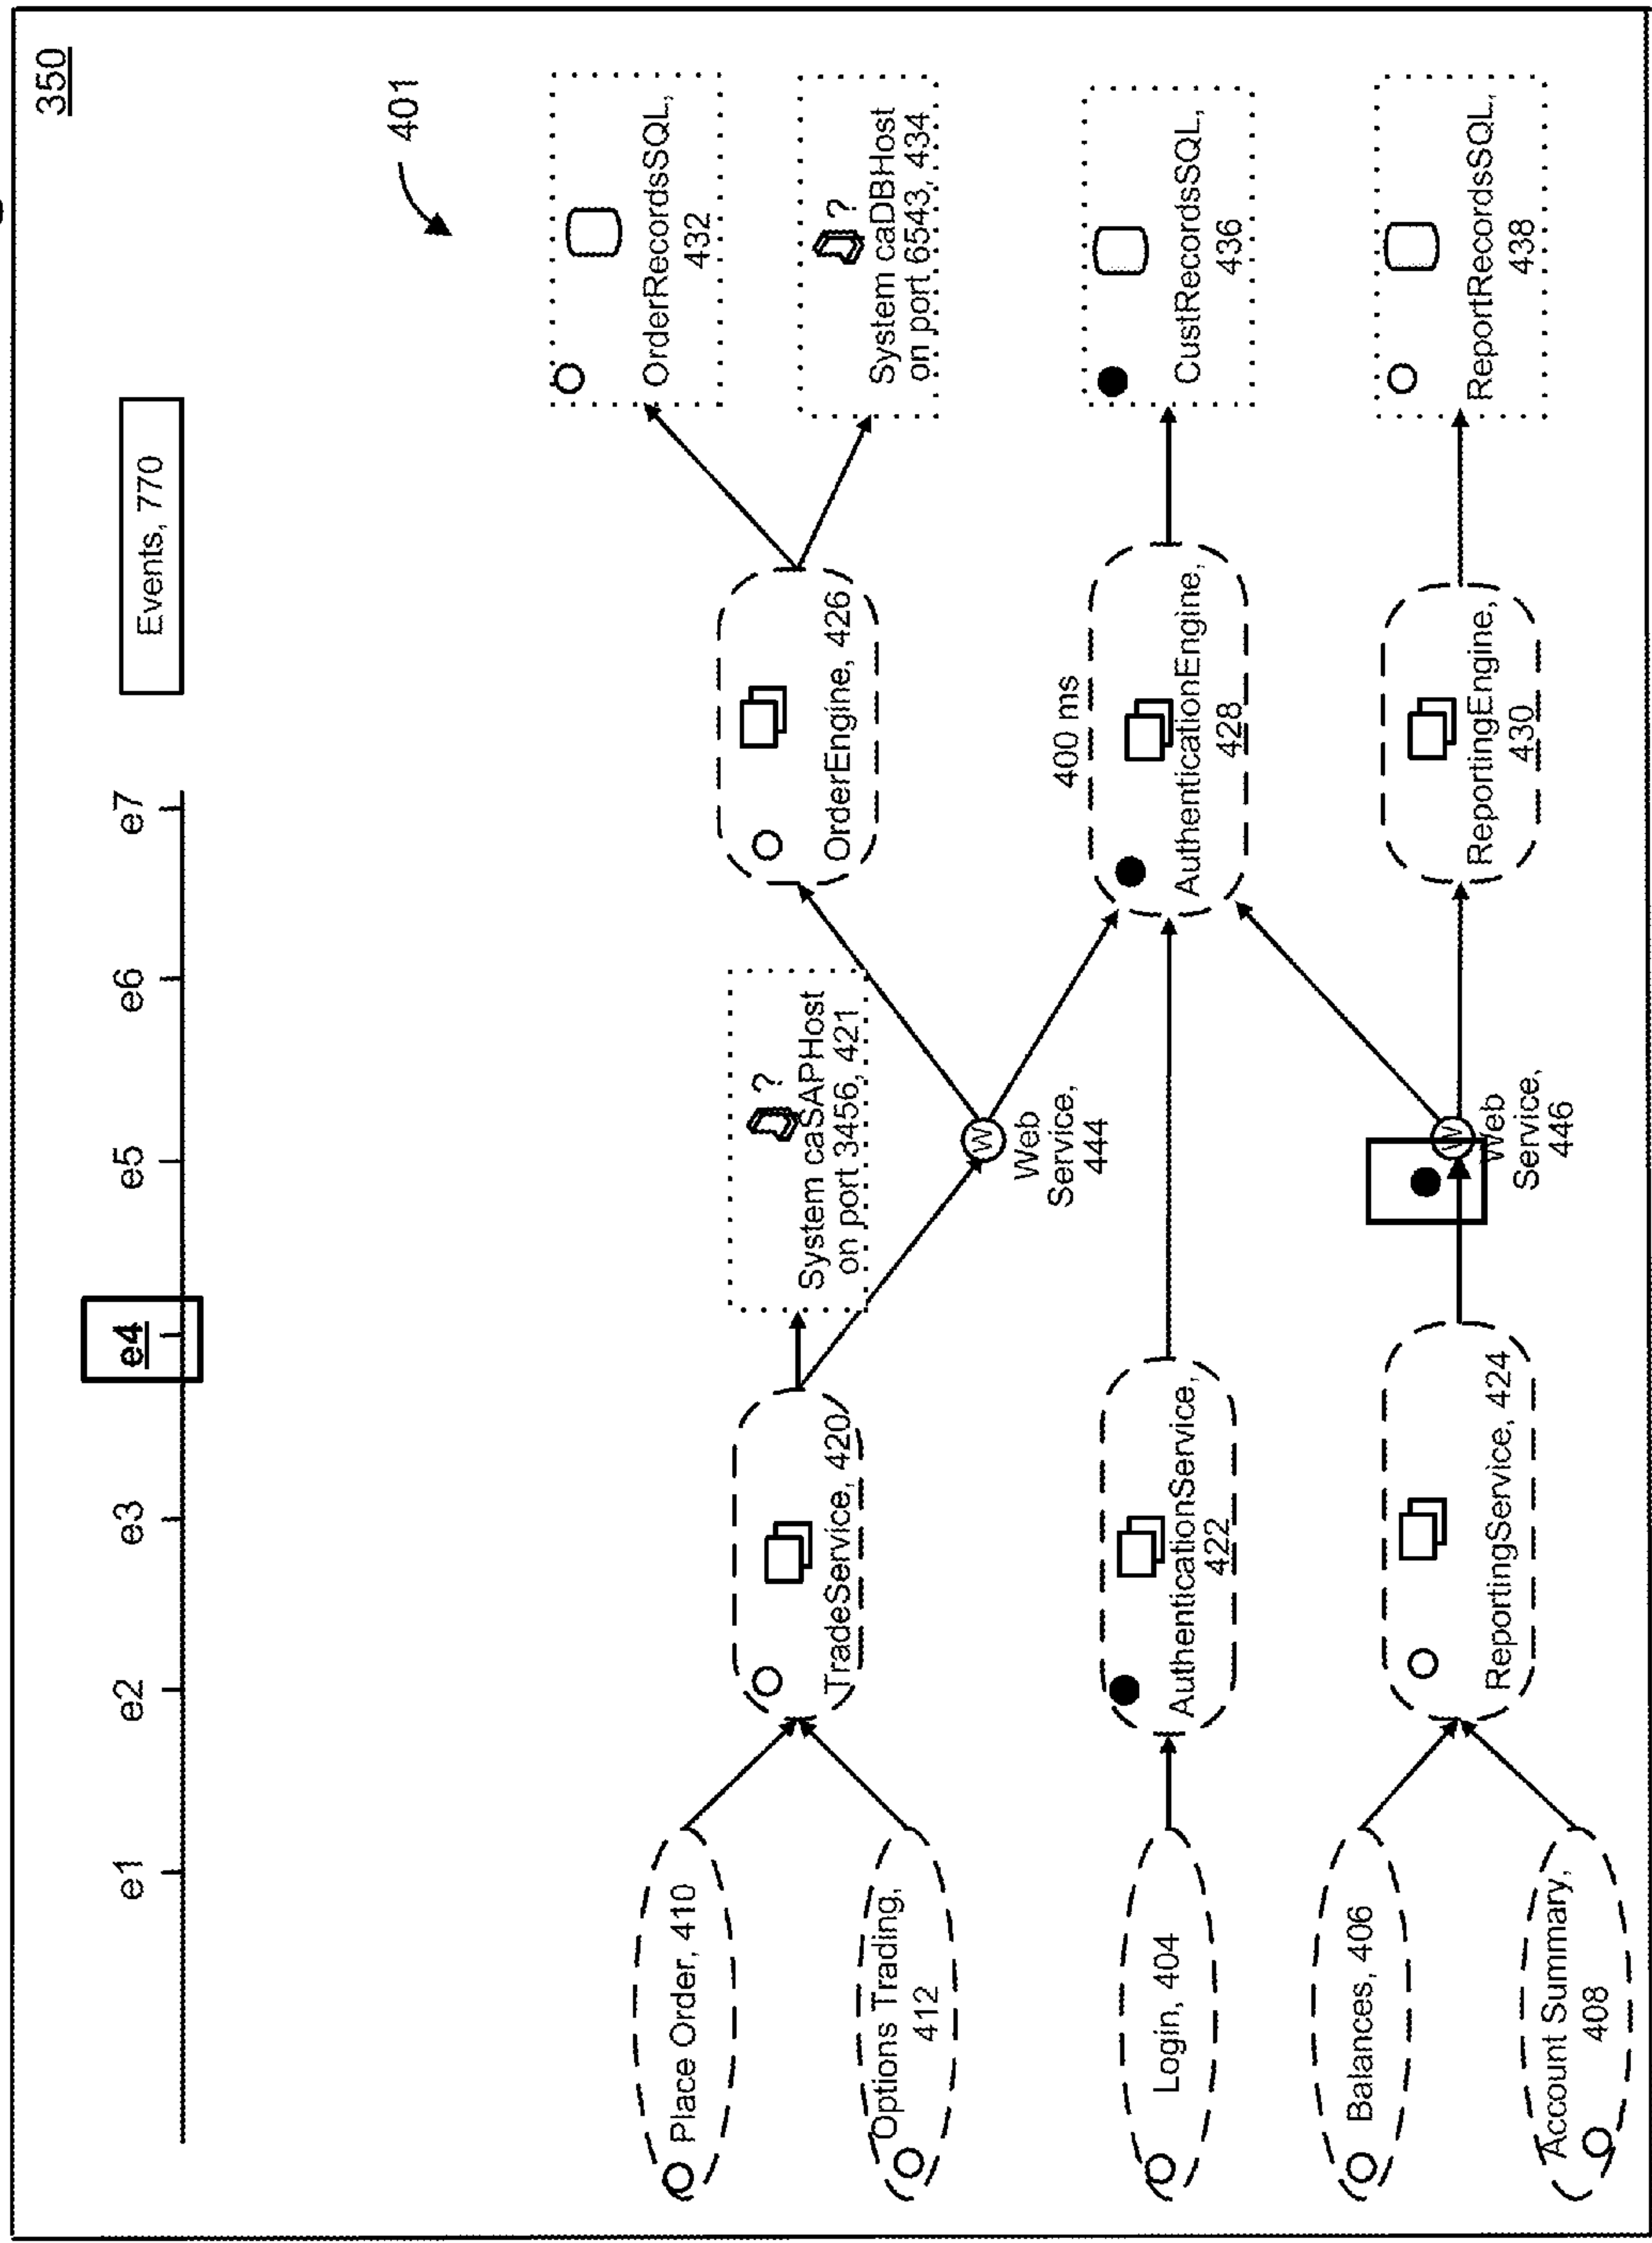 350
Events, 770
e1
e2
e3
e4
e5
e6
e7
401
Place Order, 410
Options Trading,
412
Login, 404
Balances, 406
Account Summary,
408
TradeService, 420
AuthenticationService,
422
ReportingService, 424
?
System caSAPHost
on port 3456, 421
W
Web
Service,
444
W
Web
Service,
446
OrderEngine, 426
400 ms
AuthenticationEngine,
428
ReportingEngine,
430
OrderRecordsSQL,
432
?
System caDBHost
on port 6543, 434
CustRecordsSQL,
436
ReportRecordsSQL,
438